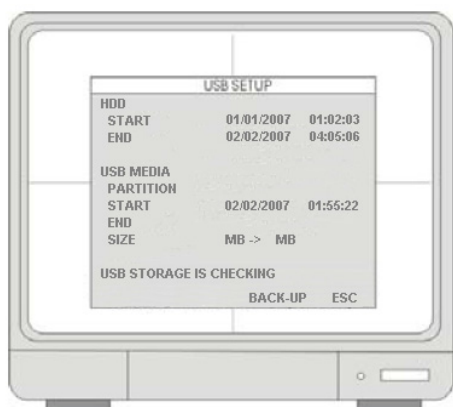 USB SETUP
HDD
START 01/01/2007 01:02:03
END 02/02/2007 04:05:06
USB MEDIA
PARTITION
START 02/02/2007 01:55:22
END
SIZE MB -> MB
USB STORAGE IS CHECKING
BACK-UP ESC